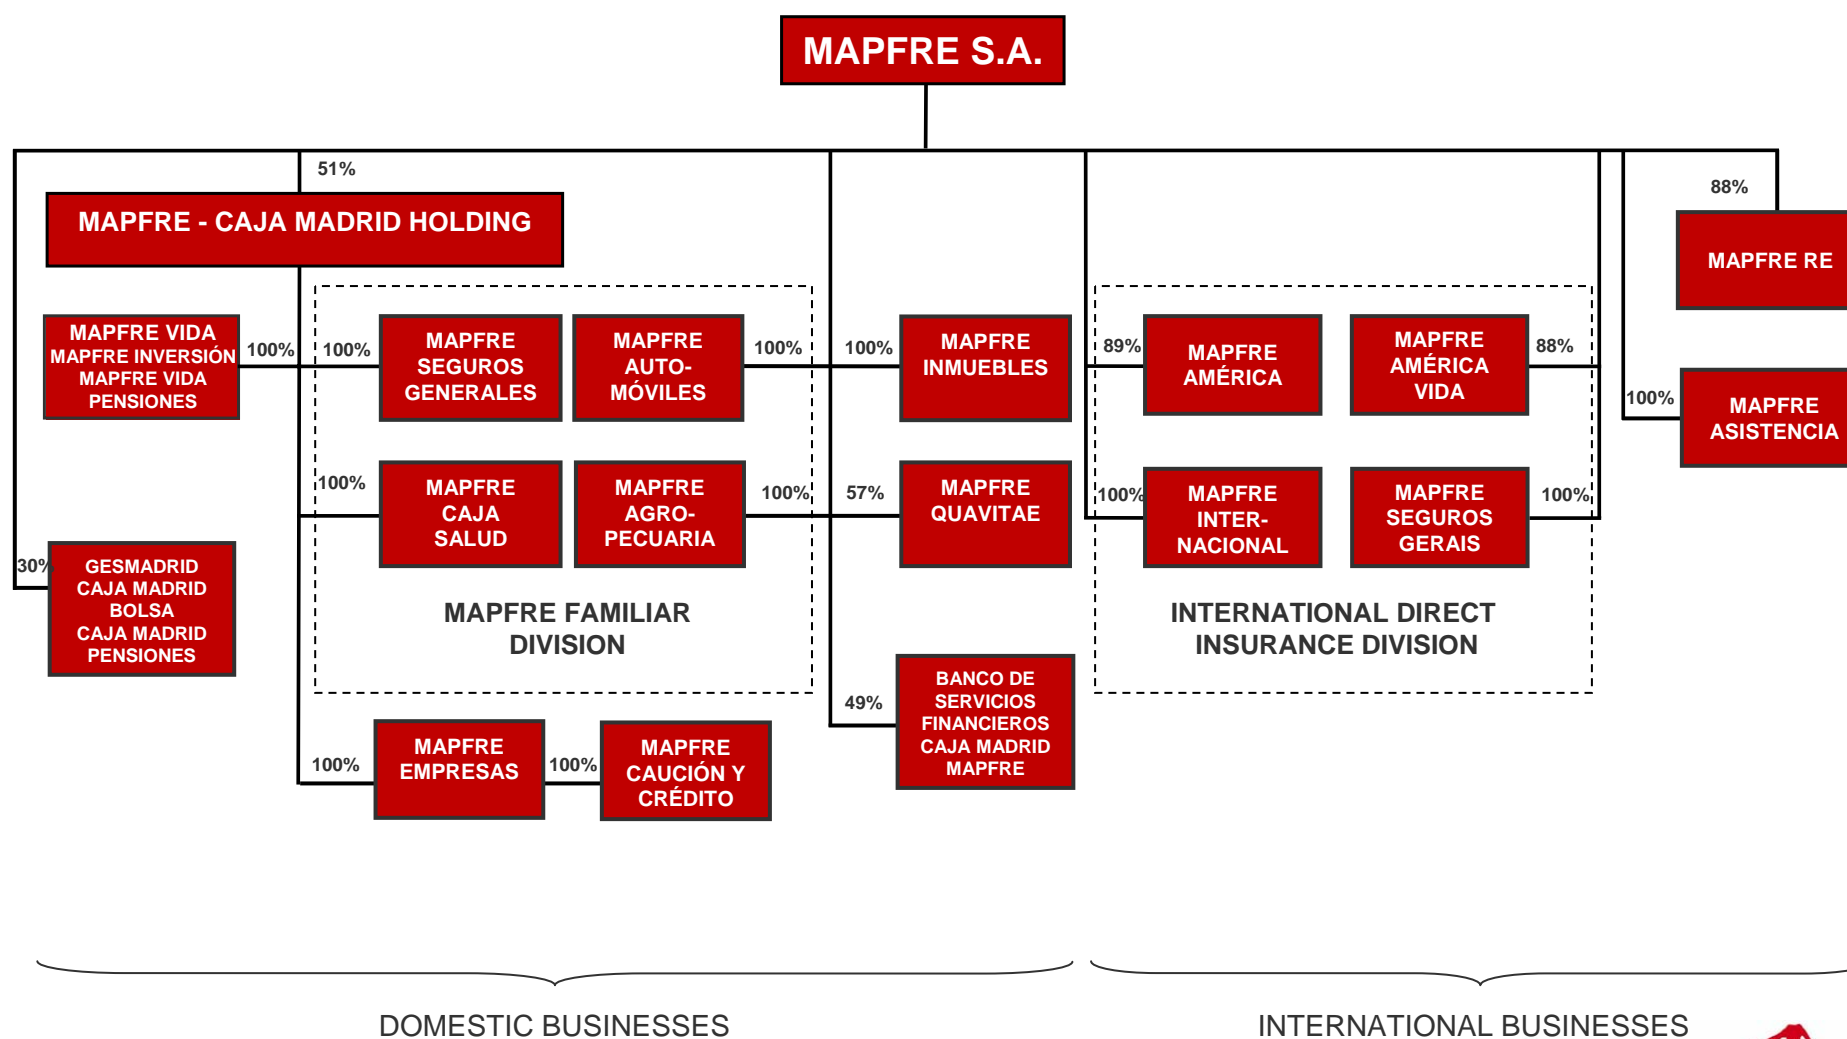 MAPFRE S.A.
51%
88%
MAPFRE - CAJA MADRID HOLDING
MAPFRE RE
MAPFRE VIDA
MAPFRE INVERSIÓN
MAPFRE VIDA
PENSIONES
100%
100%
MAPFRE
SEGUROS
GENERALES
MAPFRE
AUTO-
MÓVILES
100%
100%
MAPFRE
INMUEBLES
89%
MAPFRE
AMÉRICA
MAPFRE
AMÉRICA
VIDA
88%
100%
MAPFRE
ASISTENCIA
100%
MAPFRE
CAJA
SALUD
MAPFRE
AGRO-
PECUARIA
100%
57%
MAPFRE
QUAVITAE
100%
MAPFRE
INTER-
NACIONAL
MAPFRE
SEGUROS
GERAIS
100%
30%
GESMADRID
CAJA MADRID
BOLSA
CAJA MADRID
PENSIONES
MAPFRE FAMILIAR
DIVISION
INTERNATIONAL DIRECT
INSURANCE DIVISION
49%
BANCO DE
SERVICIOS
FINANCIEROS
CAJA MADRID
MAPFRE
100%
MAPFRE
EMPRESAS
100%
MAPFRE
CAUCIÓN Y
CRÉDITO
DOMESTIC BUSINESSES
INTERNATIONAL BUSINESSES